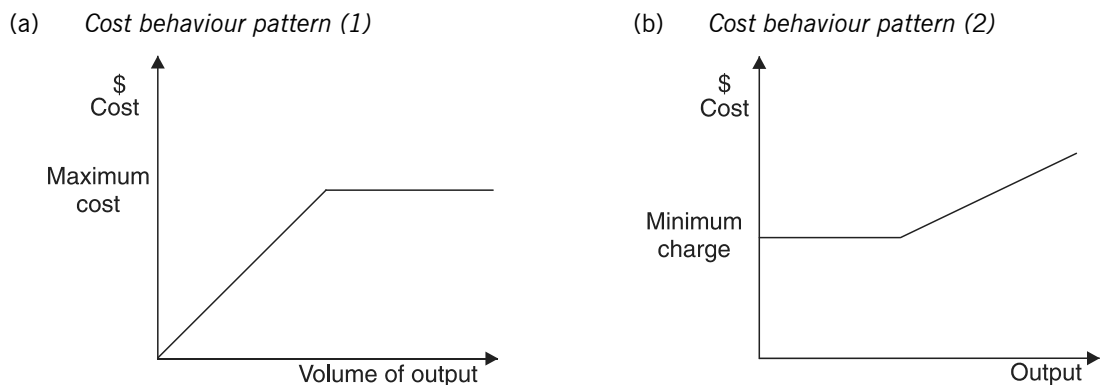 (a) Cost behaviour pattern (1)
$
Cost
Maximum
cost
Volume of output
(b) Cost behaviour pattern (2)
$
Cost
Minimum
charge
Output